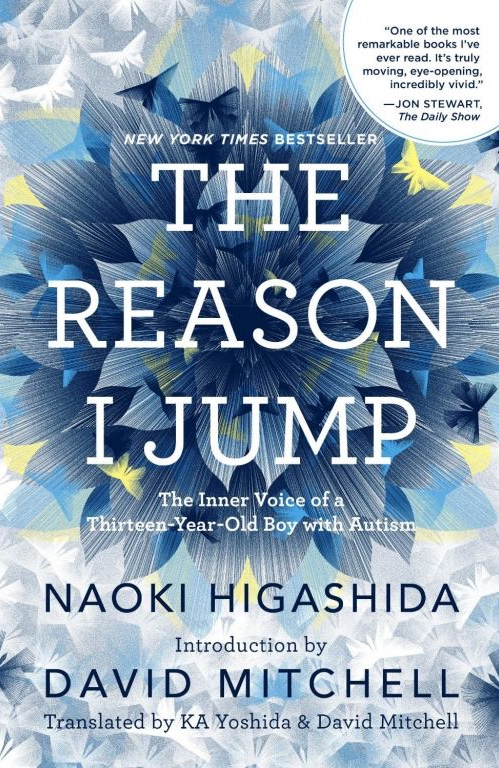 “One of the most
remarkable books I’ve
ever read. It’s truly
moving, eye-opening,
incredibly vivid.”
—JON STEWART,
The Daily Show
NEW YORK TIMES BESTSELLER
THE
REASON
I JUMP
The Inner Voice of a
Thirteen-Year-Old Boy with Autism
NAOKI HIGASHIDA
Introduction by
DAVID MITCHELL
Translated by KA Yoshida & David Mitchell